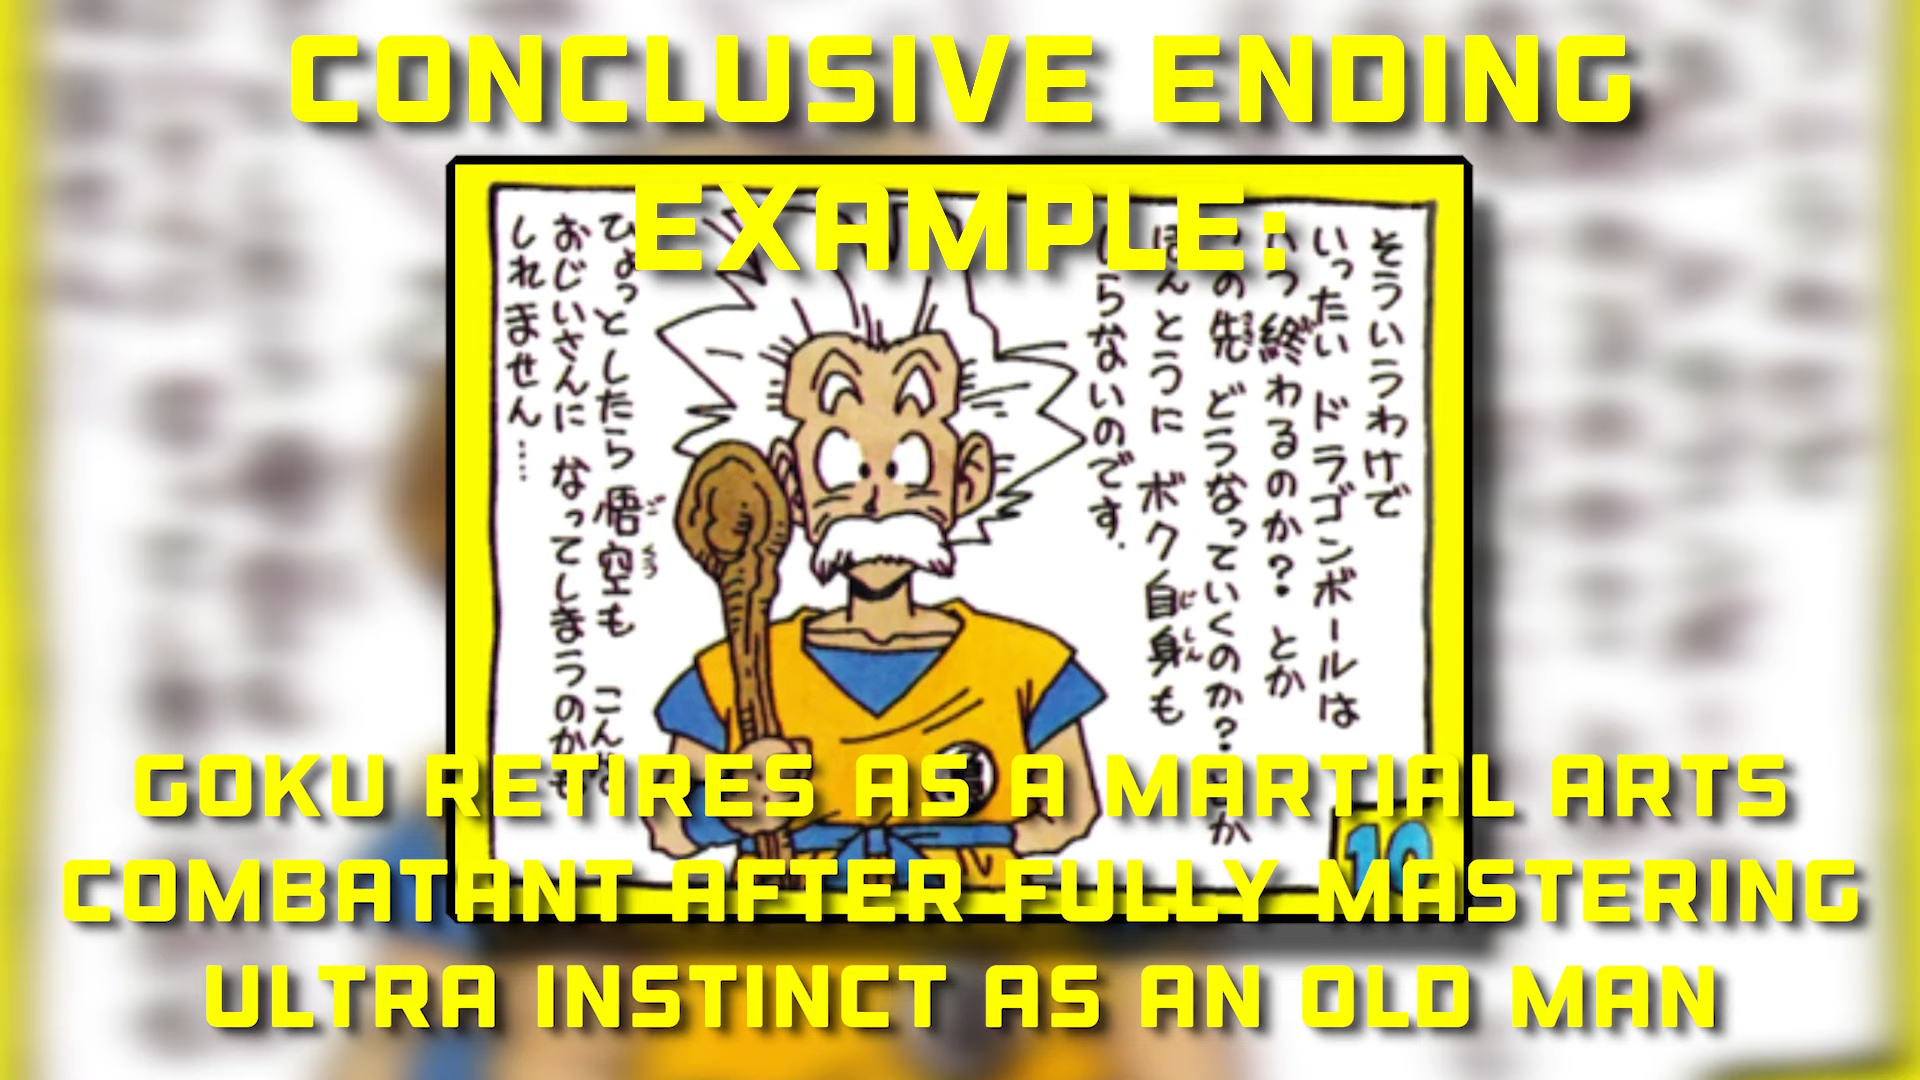 CONCLUSIVE ENDING
EXAMPLE:
そういうわけで
いったい ドラゴンボールは
いつ終わるのか? とか
の先 どうなっていくのか? とか
ほんとうに ボク自身も
しらないのです.
ひょっとしたら 悟空も こんな
おじいさんに なってしまうのかも
しれません……
10
GOKU RETIRES AS A MARTIAL ARTS
COMBATANT AFTER FULLY MASTERING
ULTRA INSTINCT AS AN OLD MAN